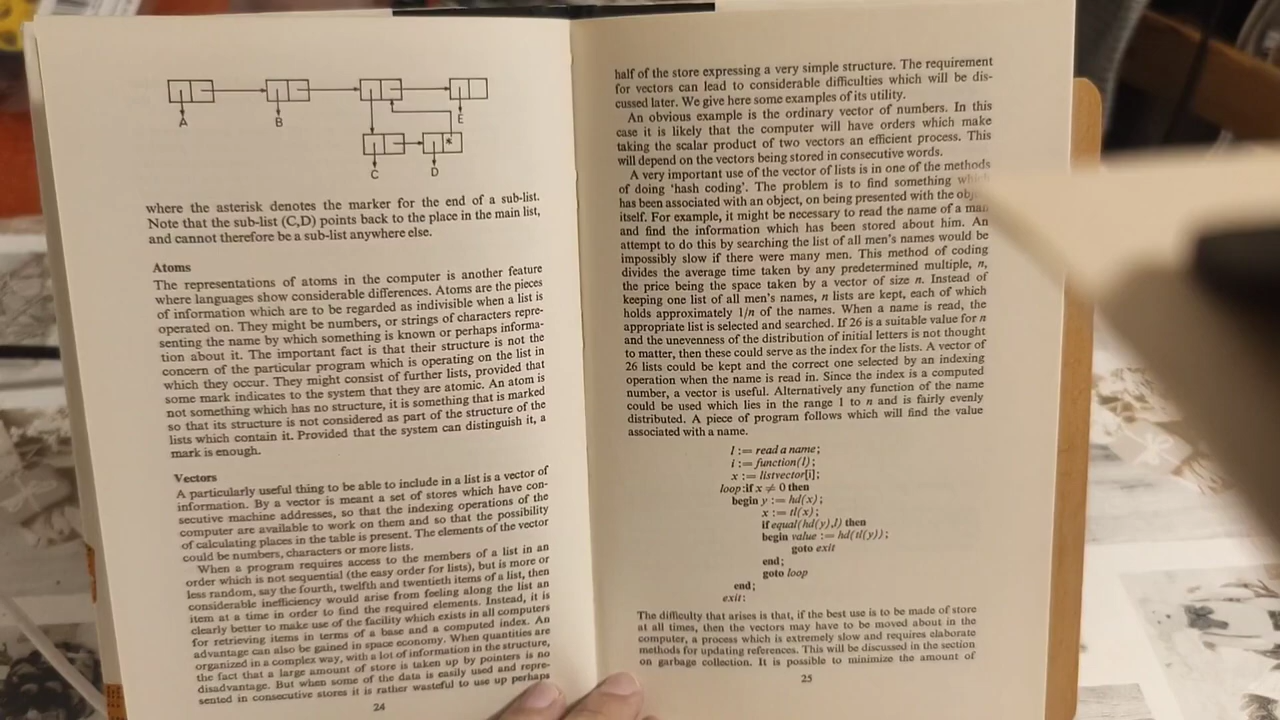 A
B
E
*
C
D
where the asterisk denotes the marker for the end of a sub-list.
Note that the sub-list (C,D) points back to the place in the main list,
and cannot therefore be a sub-list anywhere else.
Atoms
The representations of atoms in the computer is another feature
where languages show considerable differences. Atoms are the pieces
of information which are to be regarded as indivisible when a list is
operated on. They might be numbers, or strings of characters repre-
senting the name by which something is known or perhaps informa-
tion about it. The important fact is that their structure is not the
concern of the particular program which is operating on the list in
which they occur. They might consist of further lists, provided that
some mark indicates to the system that they are atomic. An atom is
not something which has no structure, it is something that is marked
so that its structure is not considered as part of the structure of the
lists which contain it. Provided that the system can distinguish it, a
mark is enough.
Vectors
A particularly useful thing to be able to include in a list is a vector of
information. By a vector is meant a set of stores which have con-
secutive machine addresses, so that the indexing operations of the
computer are available to work on them and so that the possibility
of calculating places in the table is present. The elements of the vector
could be numbers, characters or more lists.
When a program requires access to the members of a list in an
order which is not sequential (the easy order for lists), but is more or
less random, say the fourth, twelfth and twentieth items of a list, then
considerable inefficiency would arise from feeling along the list an
item at a time in order to find the required elements. Instead, it is
clearly better to make use of the facility which exists in all computers
for retrieving items in terms of a base and a computed index. An
advantage can also be gained in space economy. When quantities are
organized in a complex way, with a lot of information in the structure,
the fact that a large amount of store is taken up by pointers is no
disadvantage. But when some of the data is easily used and repre-
sented in consecutive stores it is rather wasteful to use up perhaps
24
half of the store expressing a very simple structure. The requirement
for vectors can lead to considerable difficulties which will be dis-
cussed later. We give here some examples of its utility.
An obvious example is the ordinary vector of numbers. In this
case it is likely that the computer will have orders which make
taking the scalar product of two vectors an efficient process. This
will depend on the vectors being stored in consecutive words.
A very important use of the vector of lists is in one of the methods
of doing 'hash coding'. The problem is to find something which
has been associated with an object, on being presented with the
itself. For example, it might be necessary to read the name of a man
and find the information which has been stored about him. An
attempt to do this by searching the list of all men's names would be
impossibly slow if there were many men. This method of coding
divides the average time taken by any predetermined multiple, n,
the price being the space taken by a vector of size n. Instead of
keeping one list of all men's names, n lists are kept, each of which
holds approximately 1/n of the names. When a name is read, the
appropriate list is selected and searched. If 26 is a suitable value for n
and the unevenness of the distribution of initial letters is not thought
to matter, then these could serve as the index for the lists. A vector of
26 lists could be kept and the correct one selected by an indexing
operation when the name is read in. Since the index is a computed
number, a vector is useful. Alternatively any function of the name
could be used which lies in the range 1 to n and is fairly evenly
distributed. A piece of program follows which will find the value
associated with a name.
l := read a name;
i := function(l);
x := listvector[i];
loop:if x ≠ 0 then
begin y := hd(x);
x := tl(x);
if equal(hd(y),l) then
begin value := hd(tl(y));
goto exit
end;
goto loop
end;
exit:
The difficulty that arises is that, if the best use is to be made of store
at all times, then the vectors may have to be moved about in the
computer, a process which is extremely slow and requires elaborate
methods for updating references. This will be discussed in the section
on garbage collection. It is possible to minimize the amount of
25